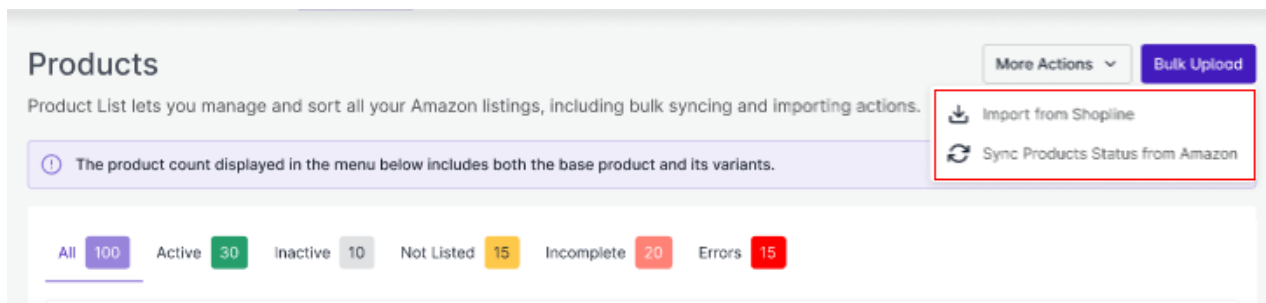 Products
More Actions
Bulk Upload
Product List lets you manage and sort all your Amazon listings, including bulk syncing and importing actions.
Import from Shopline
Sync Products Status from Amazon
The product count displayed in the menu below includes both the base product and its variants.
All 100 Active 30 Inactive 10 Not Listed 15 Incomplete 20 Errors 15